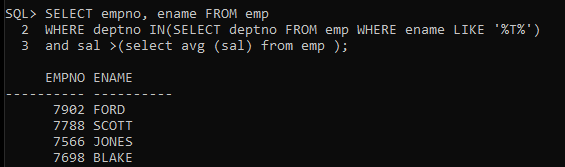 SQL> SELECT empno, ename FROM emp
  2  WHERE deptno IN(SELECT deptno FROM emp WHERE ename LIKE '%T%')
  3  and sal >(select avg (sal) from emp );
     EMPNO ENAME
---------- ----------
      7902 FORD
      7788 SCOTT
      7566 JONES
      7698 BLAKE